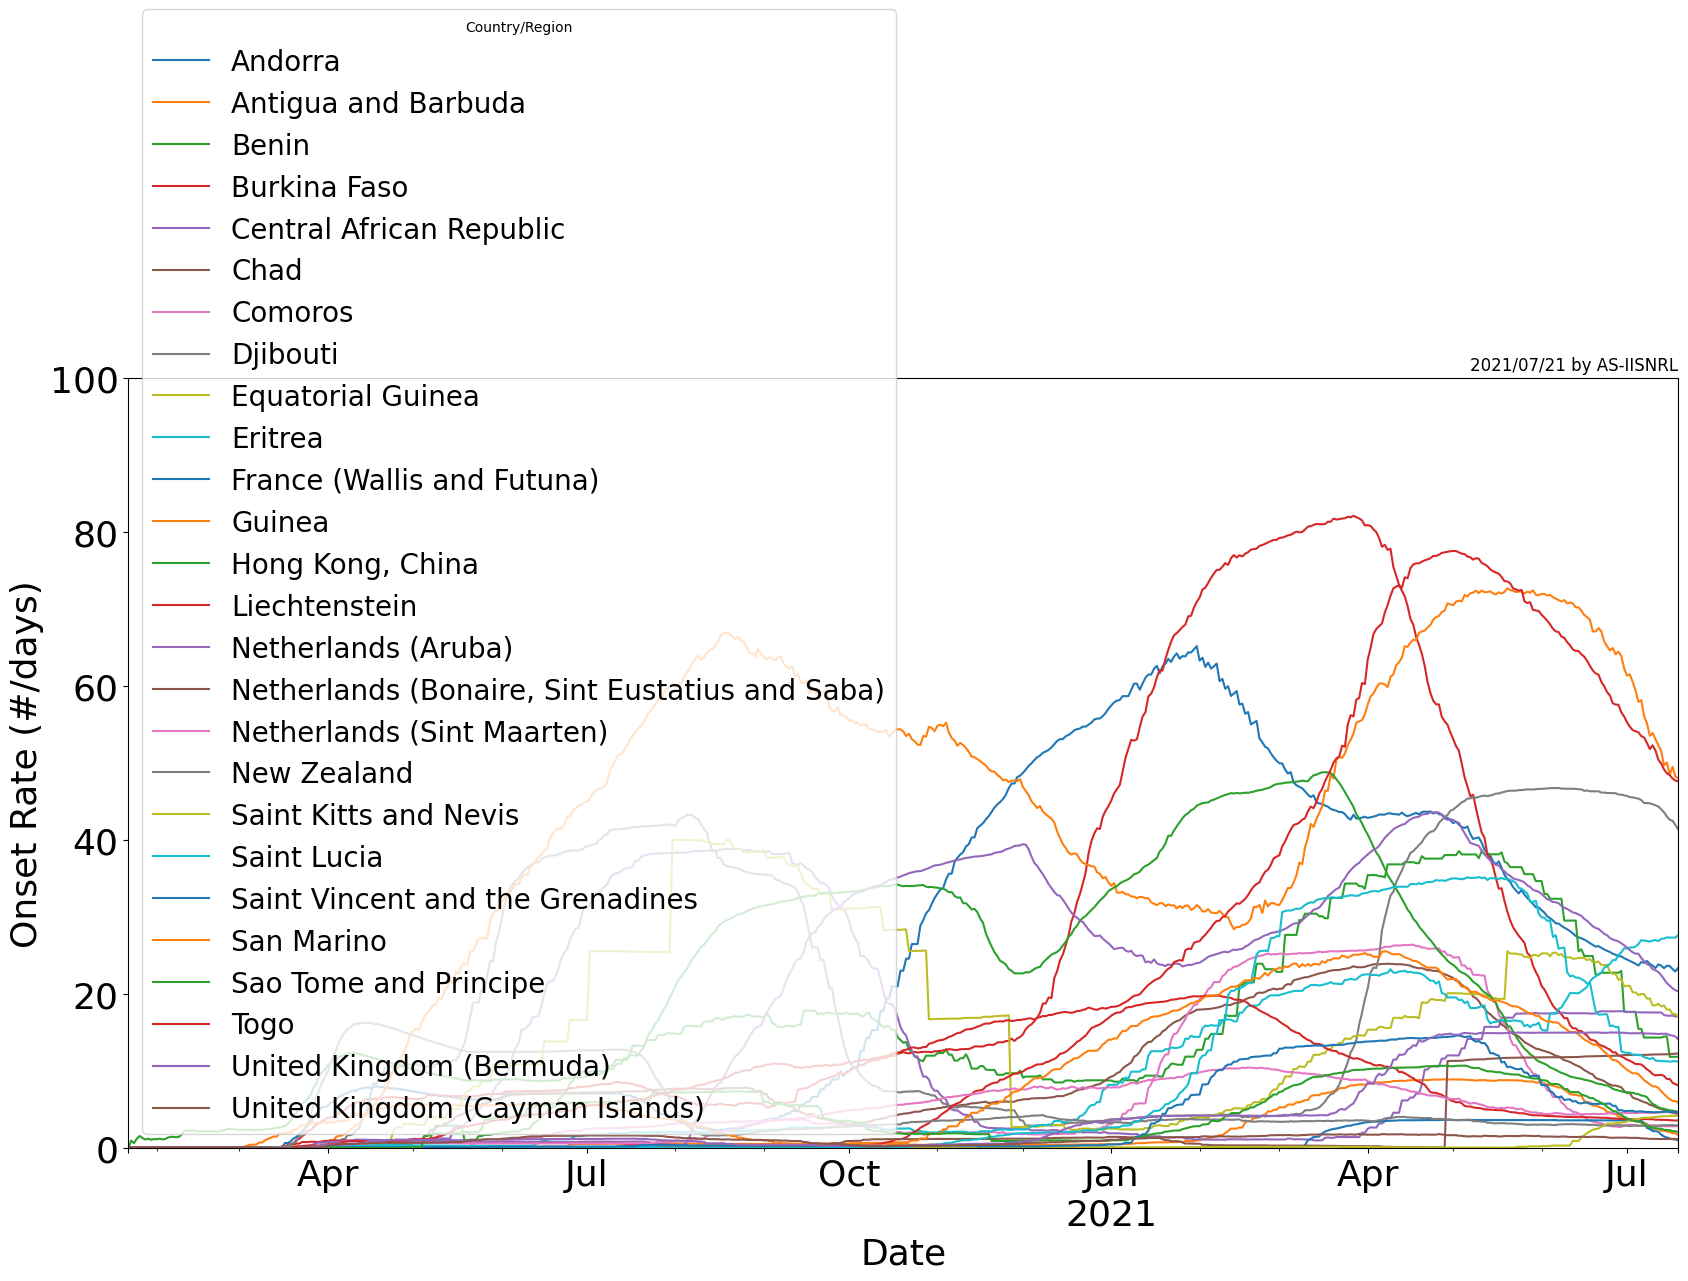 Country/Region
Andorra
Antigua and Barbuda
Benin
Burkina Faso
Central African Republic
Chad
Comoros
Djibouti
Equatorial Guinea
Eritrea
France (Wallis and Futuna)
Guinea
Hong Kong, China
Liechtenstein
Netherlands (Aruba)
Netherlands (Bonaire, Sint Eustatius and Saba)
Netherlands (Sint Maarten)
New Zealand
Saint Kitts and Nevis
Saint Lucia
Saint Vincent and the Grenadines
San Marino
Sao Tome and Principe
Togo
United Kingdom (Bermuda)
United Kingdom (Cayman Islands)
2021/07/21 by AS-IISNRL
100
80
60
40
20
0
Onset Rate (#/days)
Apr Jul Oct Jan Apr Jul
2021
Date